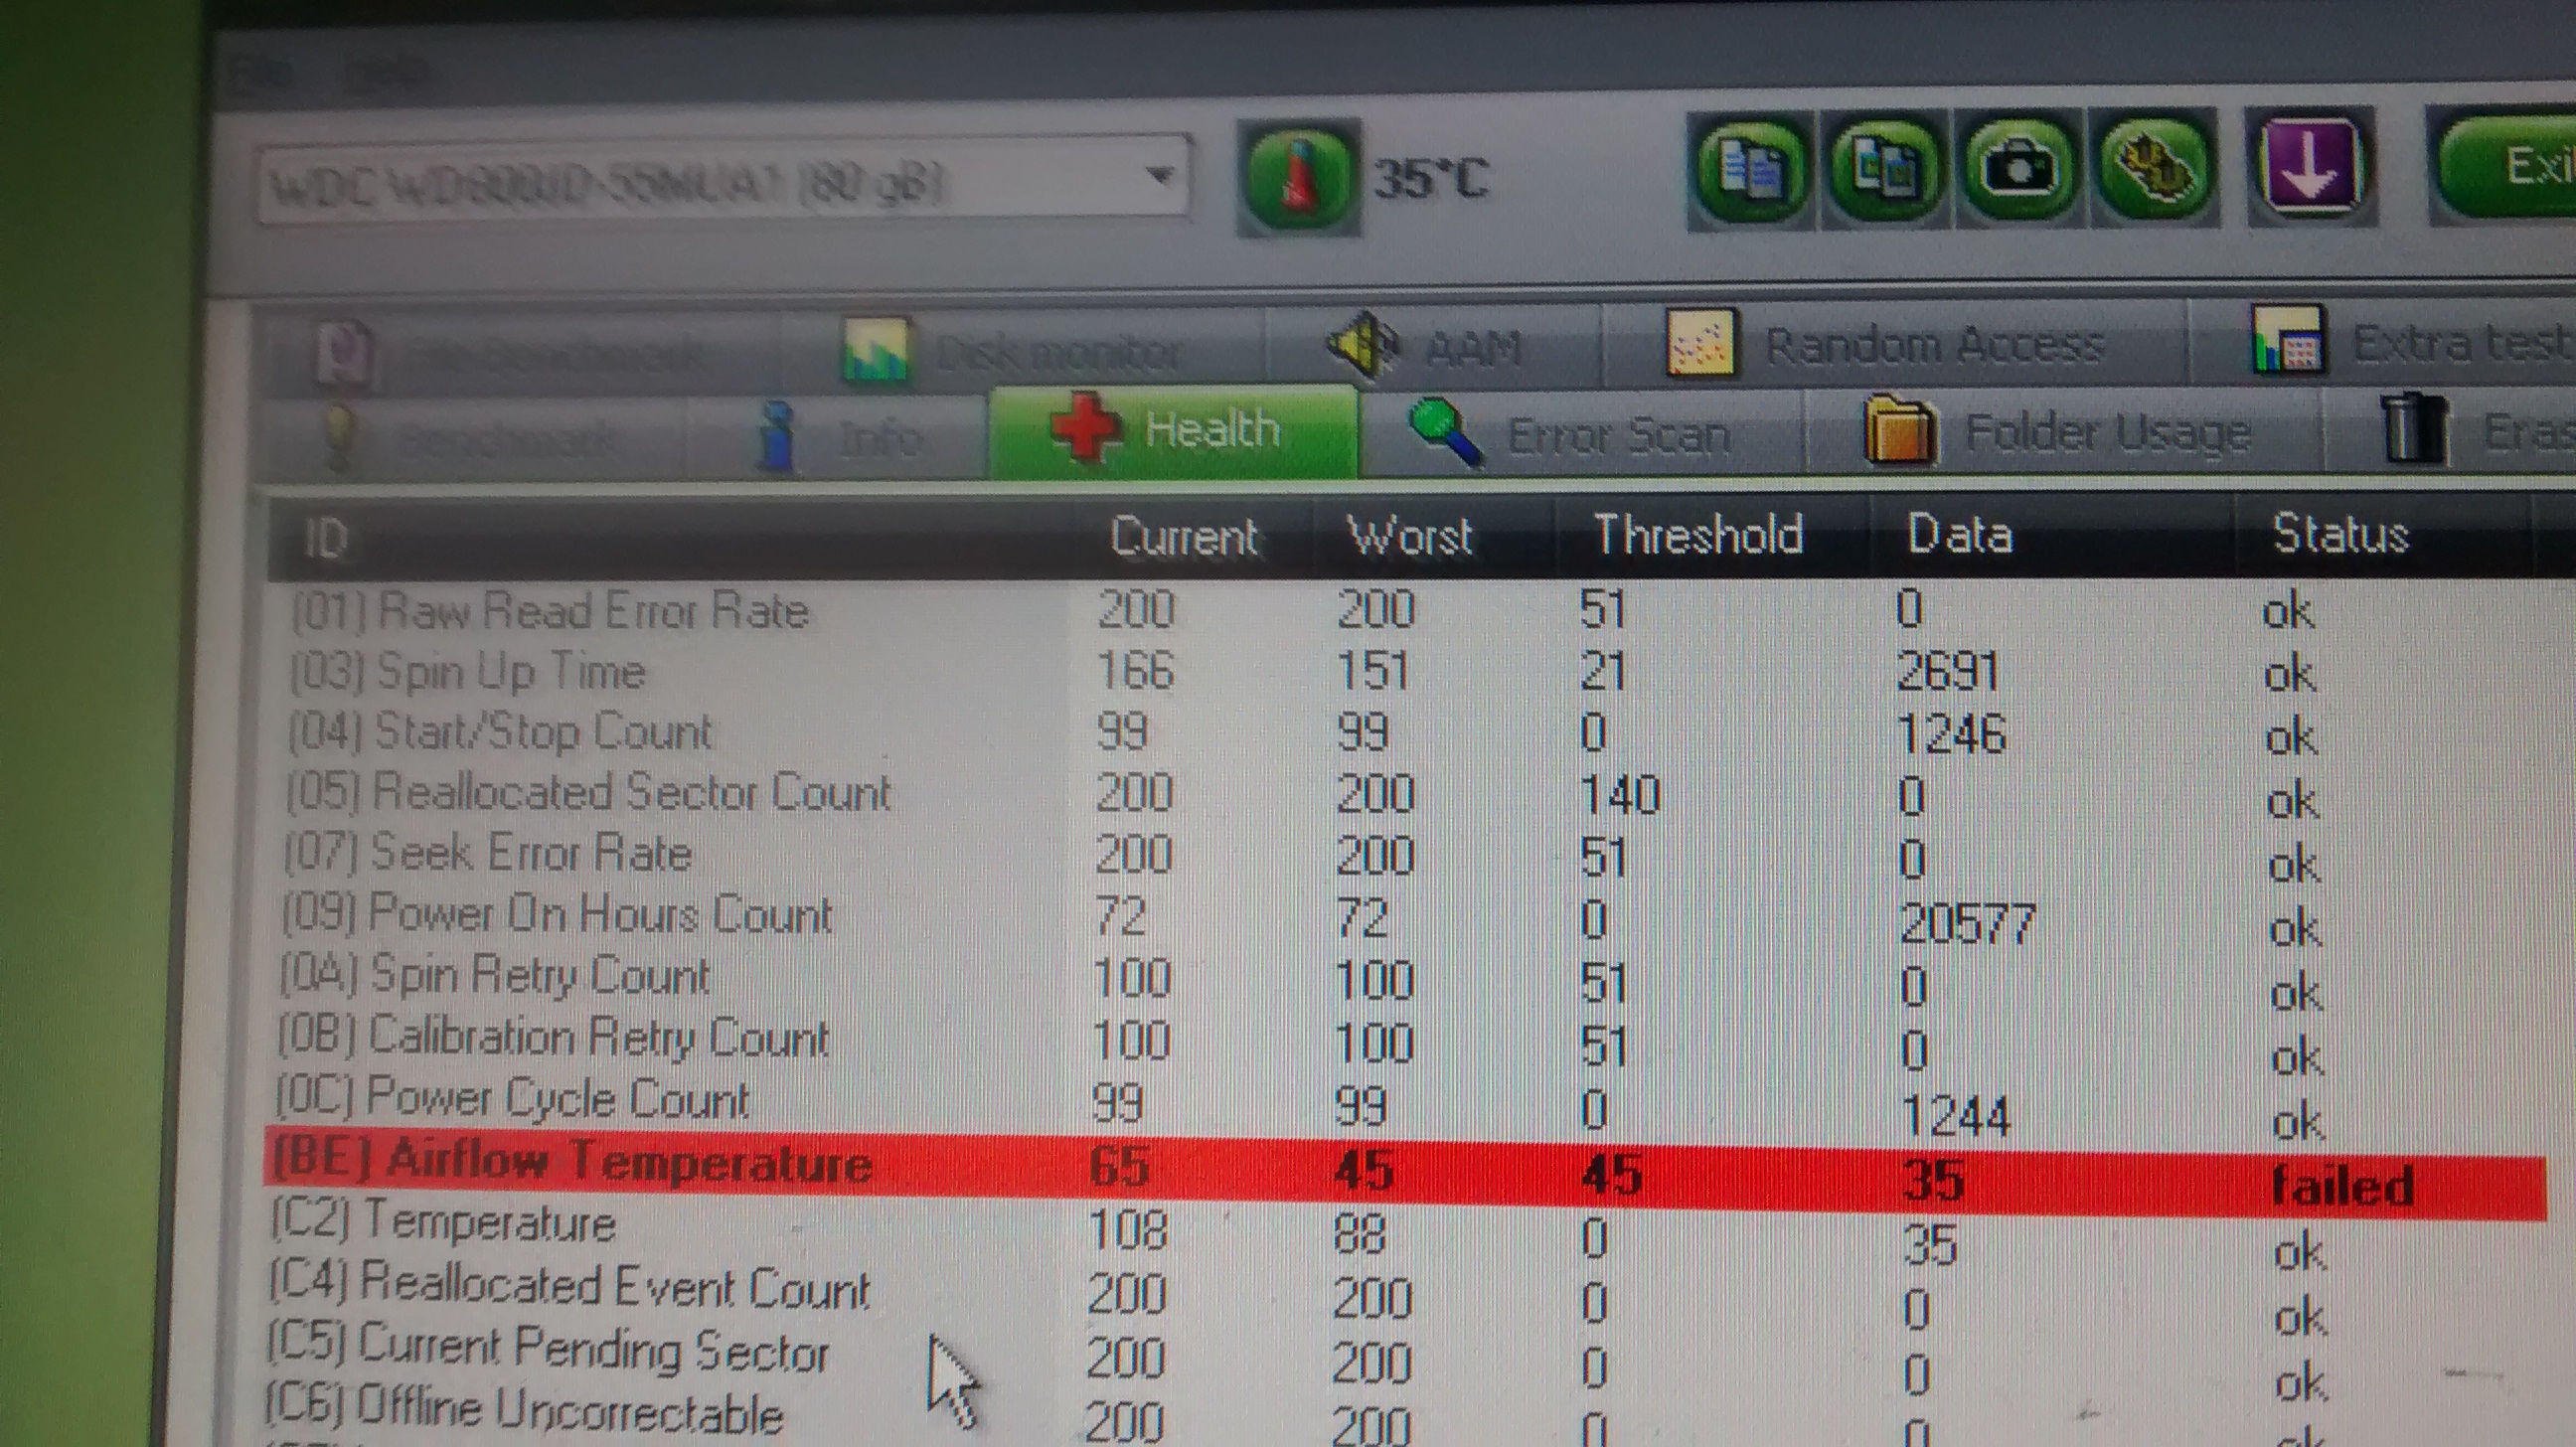 File Help
WDC WD800JD-55MUA1 (80 gB) 35°C Exi
File Benchmark Disk monitor AAM Random Access Extra test
Benchmark Info Health Error Scan Folder Usage Eras
ID Current Worst Threshold Data Status
(01) Raw Read Error Rate 200 200 51 0 ok
(03) Spin Up Time 166 151 21 2691 ok
(04) Start/Stop Count 99 99 0 1246 ok
(05) Reallocated Sector Count 200 200 140 0 ok
(07) Seek Error Rate 200 200 51 0 ok
(09) Power On Hours Count 72 72 0 20577 ok
(0A) Spin Retry Count 100 100 51 0 ok
(0B) Calibration Retry Count 100 100 51 0 ok
(0C) Power Cycle Count 99 99 0 1244 ok
(BE) Airflow Temperature 65 45 45 35 failed
(C2) Temperature 108 88 0 35 ok
(C4) Reallocated Event Count 200 200 0 0 ok
(C5) Current Pending Sector 200 200 0 0 ok
(C6) Offline Uncorrectable 200 200 0 0 ok